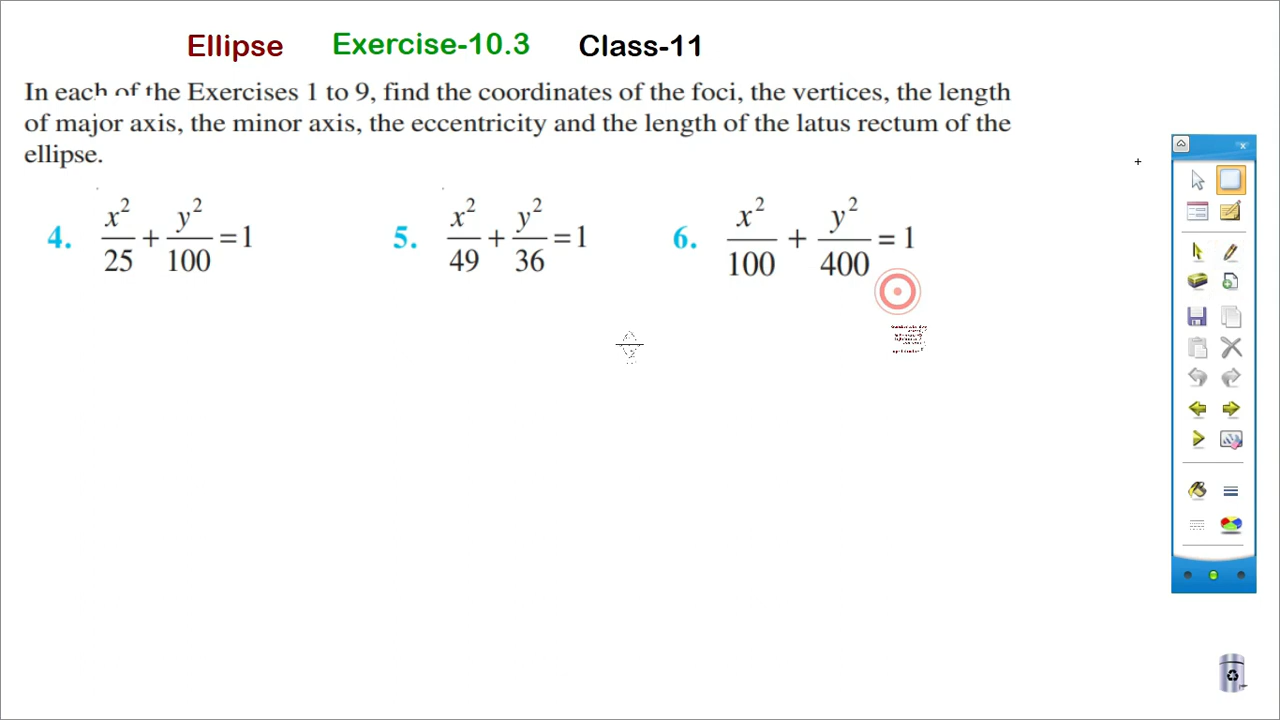 Ellipse Exercise-10.3 Class-11
In each of the Exercises 1 to 9, find the coordinates of the foci, the vertices, the length
of major axis, the minor axis, the eccentricity and the length of the latus rectum of the
ellipse.
4. x²/25 + y²/100 = 1 5. x²/49 + y²/36 = 1 6. x²/100 + y²/400 = 1